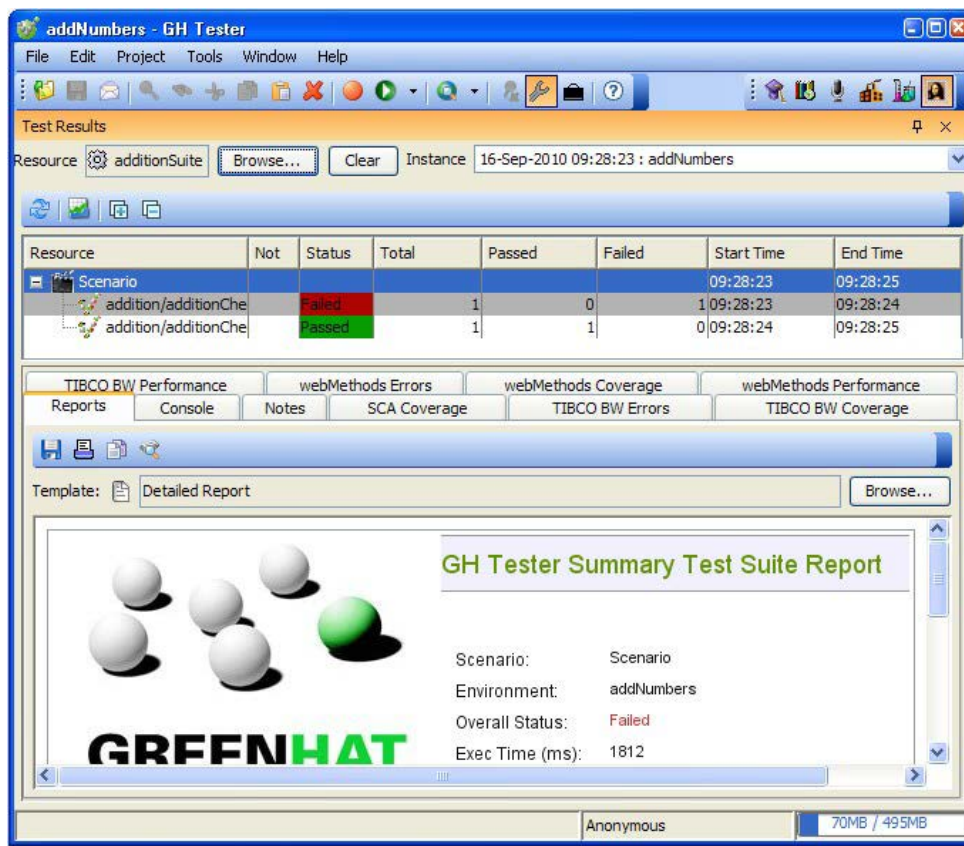 addNumbers - GH Tester
File Edit Project Tools Window Help
Test Results
Resource additionSuite Browse... Clear Instance 16-Sep-2010 09:28:23 : addNumbers
Resource Not Status Total Passed Failed Start Time End Time
Scenario 09:28:23 09:28:25
addition/additionChe Failed 1 0 1 09:28:23 09:28:24
addition/additionChe Passed 1 1 0 09:28:24 09:28:25
TIBCO BW Performance webMethods Errors webMethods Coverage webMethods Performance
Reports Console Notes SCA Coverage TIBCO BW Errors TIBCO BW Coverage
Template: Detailed Report Browse...
GH Tester Summary Test Suite Report
Scenario: Scenario
Environment: addNumbers
Overall Status: Failed
Exec Time (ms): 1812
GREENHAT
Anonymous 70MB / 495MB